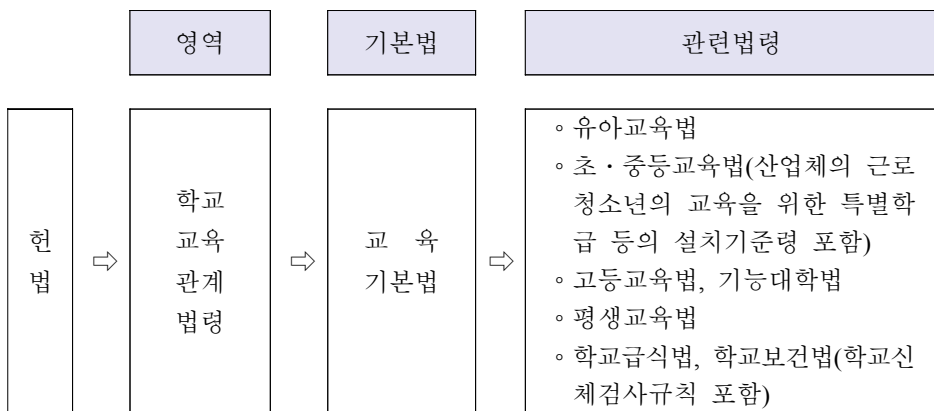 영역
기본법
관련법령
헌
법
⇨
학교
교육
관계
법령
⇨
교 육
기본법
⇨
◦유아교육법
◦초・중등교육법(산업체의 근로
청소년의 교육을 위한 특별학
급 등의 설치기준령 포함)
◦고등교육법, 기능대학법
◦평생교육법
◦학교급식법, 학교보건법(학교신
체검사규칙 포함)